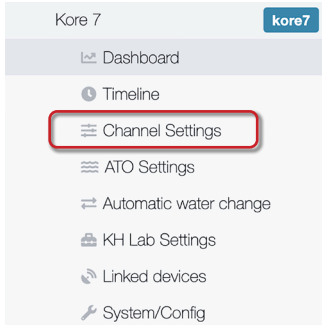 Kore 7 kore7
Dashboard
Timeline
Channel Settings
ATO Settings
Automatic water change
KH Lab Settings
Linked devices
System/Config